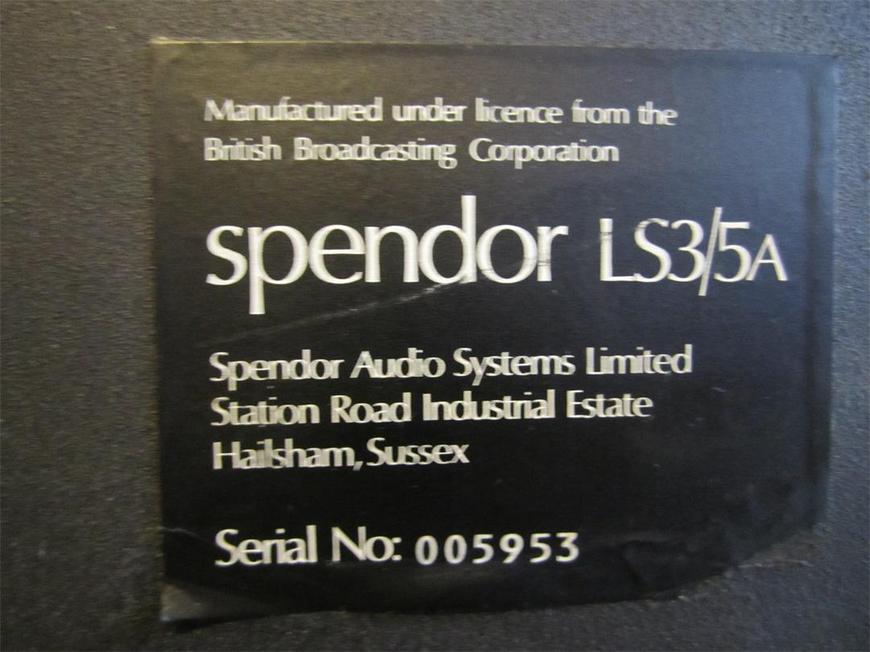 Manufactured under licence from the
British Broadcasting Corporation
spendor LS3/5A
Spendor Audio Systems Limited
Station Road Industrial Estate
Hailsham, Sussex
Serial No: 005953